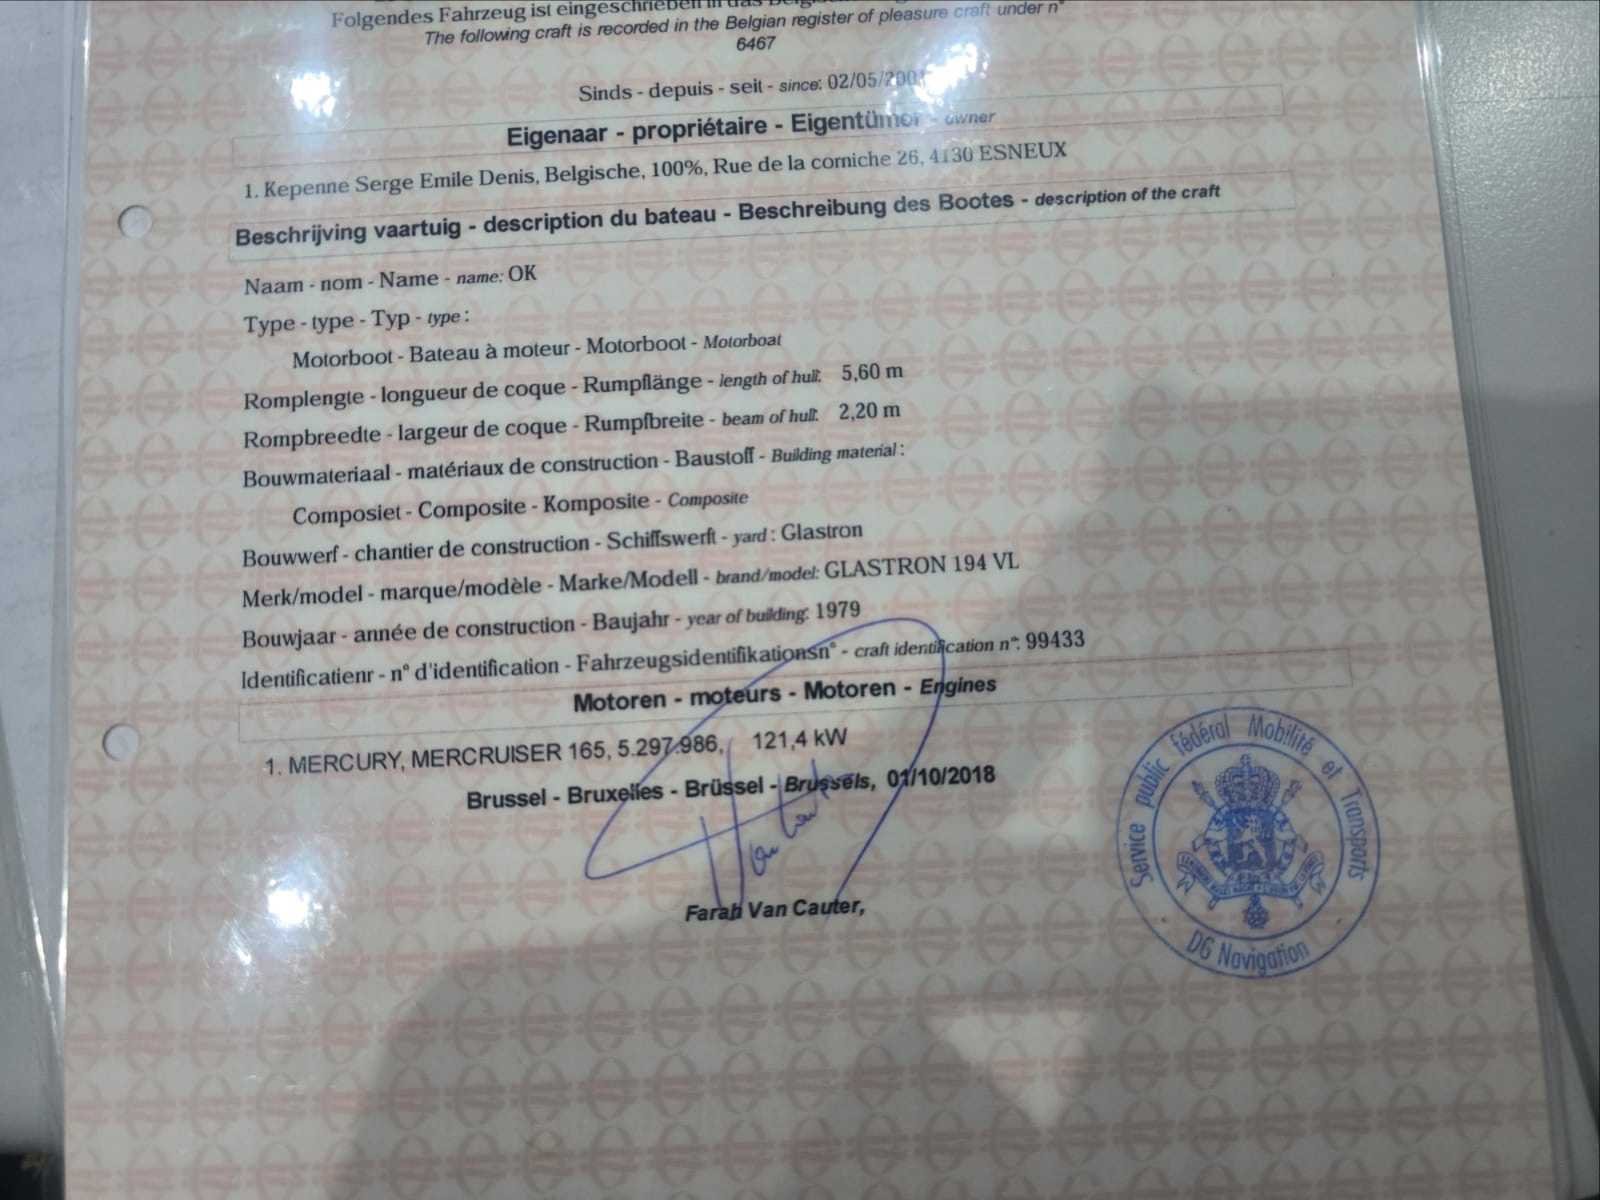 Folgendes Fahrzeug ist eingeschrieben in das
The following craft is recorded in the Belgian register of pleasure craft under n°
6467
Sinds - depuis - seit - since: 02/05/200
Eigenaar - propriétaire - Eigentümer - owner
1. Kepenne Serge Emile Denis, Belgische, 100%, Rue de la corniche 26, 4130 ESNEUX
Beschrijving vaartuig - description du bateau - Beschreibung des Bootes - description of the craft
Naam - nom - Name - name: OK
Type - type - Typ - type :
Motorboot - Bateau à moteur - Motorboot - Motorboat
Romplengte - longueur de coque - Rumpflänge - length of hull: 5,60 m
Rompbreedte - largeur de coque - Rumpfbreite - beam of hull: 2,20 m
Bouwmateriaal - matériaux de construction - Baustoff - Building material :
Composiet - Composite - Komposite - Composite
Bouwwerf - chantier de construction - Schiffswerft - yard : Glastron
Merk/model - marque/modèle - Marke/Modell - brand/model: GLASTRON 194 VL
Bouwjaar - année de construction - Baujahr - year of building: 1979
Identificatienr - n° d'identification - Fahrzeugsidentifikationsn° - craft identification n°: 99433
Motoren - moteurs - Motoren - Engines
1. MERCURY, MERCRUISER 165, 5.297.986, 121,4 kW
Brussel - Bruxelles - Brüssel - Brussels, 01/10/2018
Farah Van Cauter,
Service public Fédéral Mobilité et Transports
DG Navigation